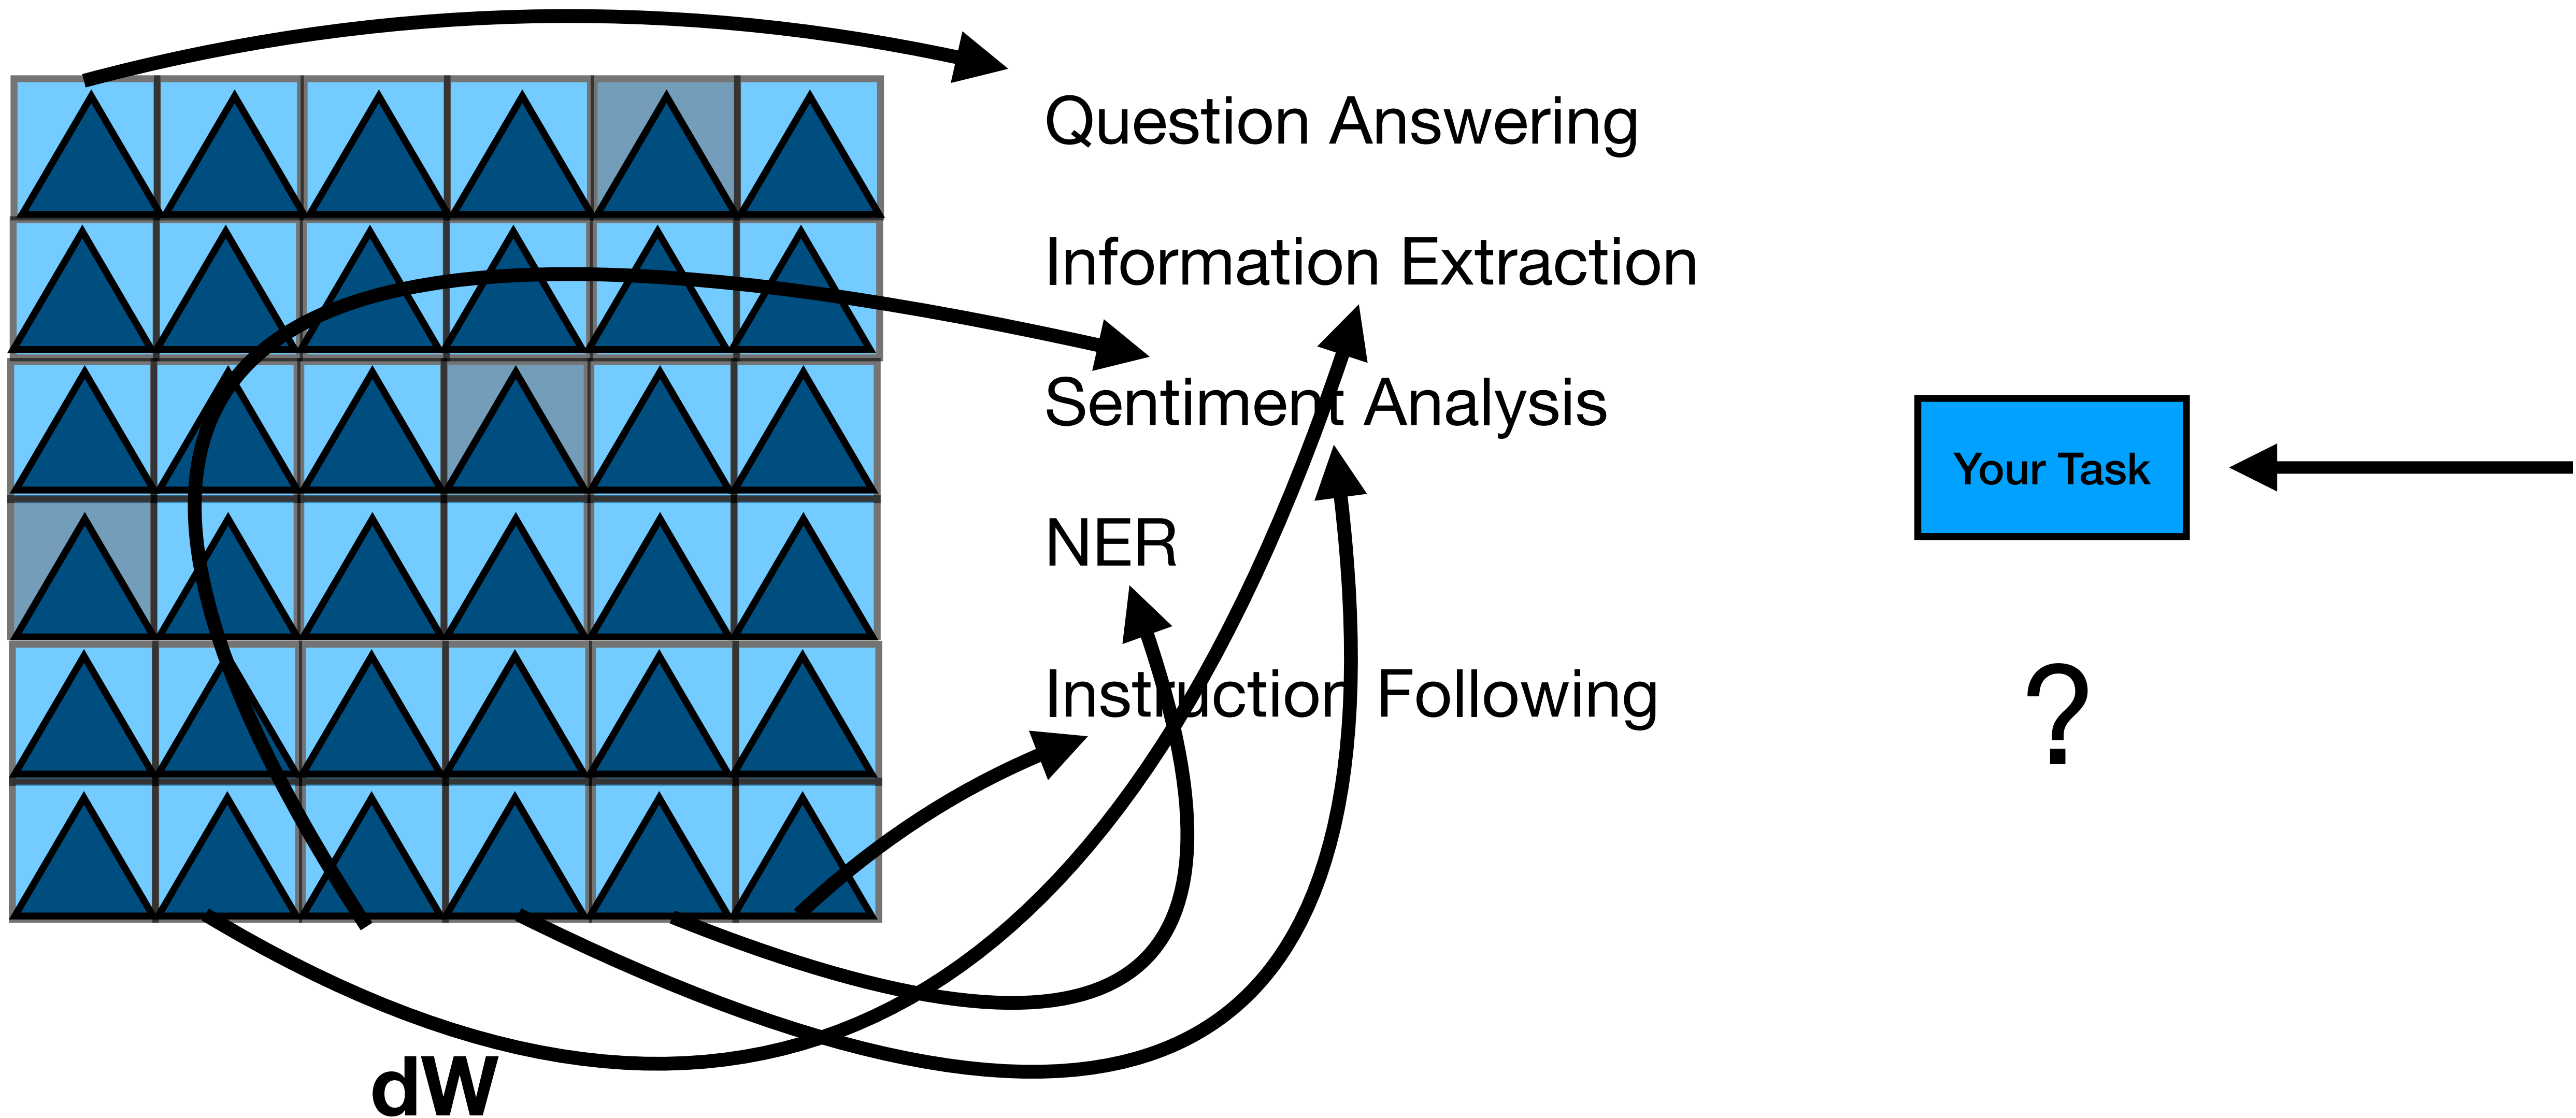 Question Answering
Information Extraction
Sentiment Analysis
NER
Instruction Following
dW
Your Task
?